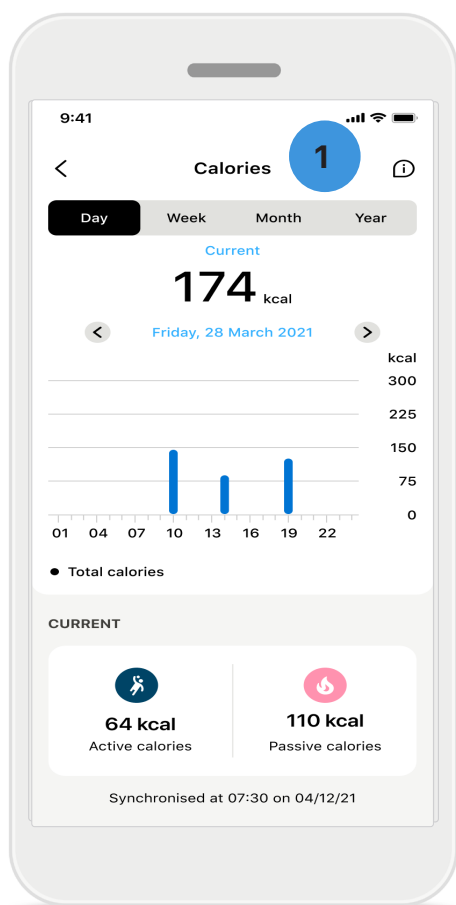 9:41
1
Calories
Day Week Month Year
Current
174 kcal
Friday, 28 March 2021
kcal
300
225
150
75
0
01 04 07 10 13 16 19 22
Total calories
CURRENT
64 kcal 110 kcal
Active calories Passive calories
Synchronised at 07:30 on 04/12/21